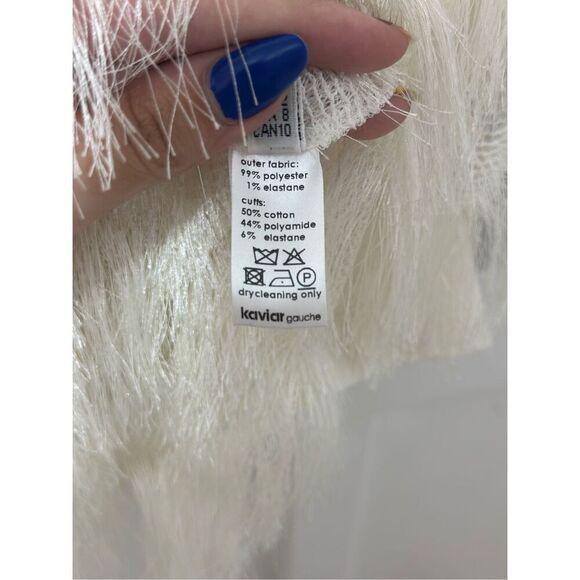 CAN10
outer fabric:
99% polyester
1% elastane
cuffs:
50% cotton
44% polyamide
6% elastane
P
drycleaning only
kaviar gauche